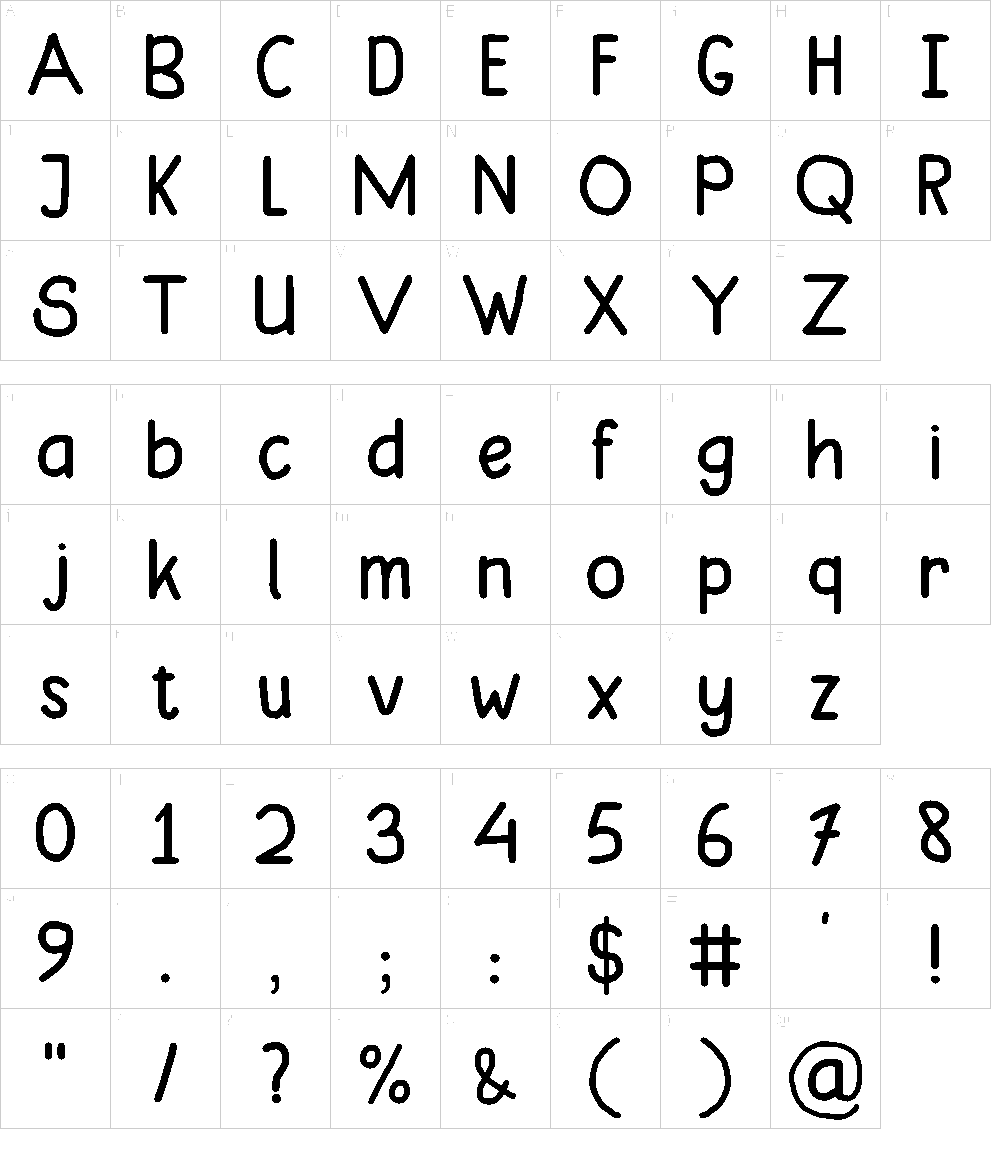 A B C D E F G H I
J K L M N O P Q R
S T U V W X Y Z
a b c d e f g h i
j k l m n o p q r
s t u v w x y z
0 1 2 3 4 5 6 7 8
9 . , ; : $ # ' !
" / ? % & ( ) @